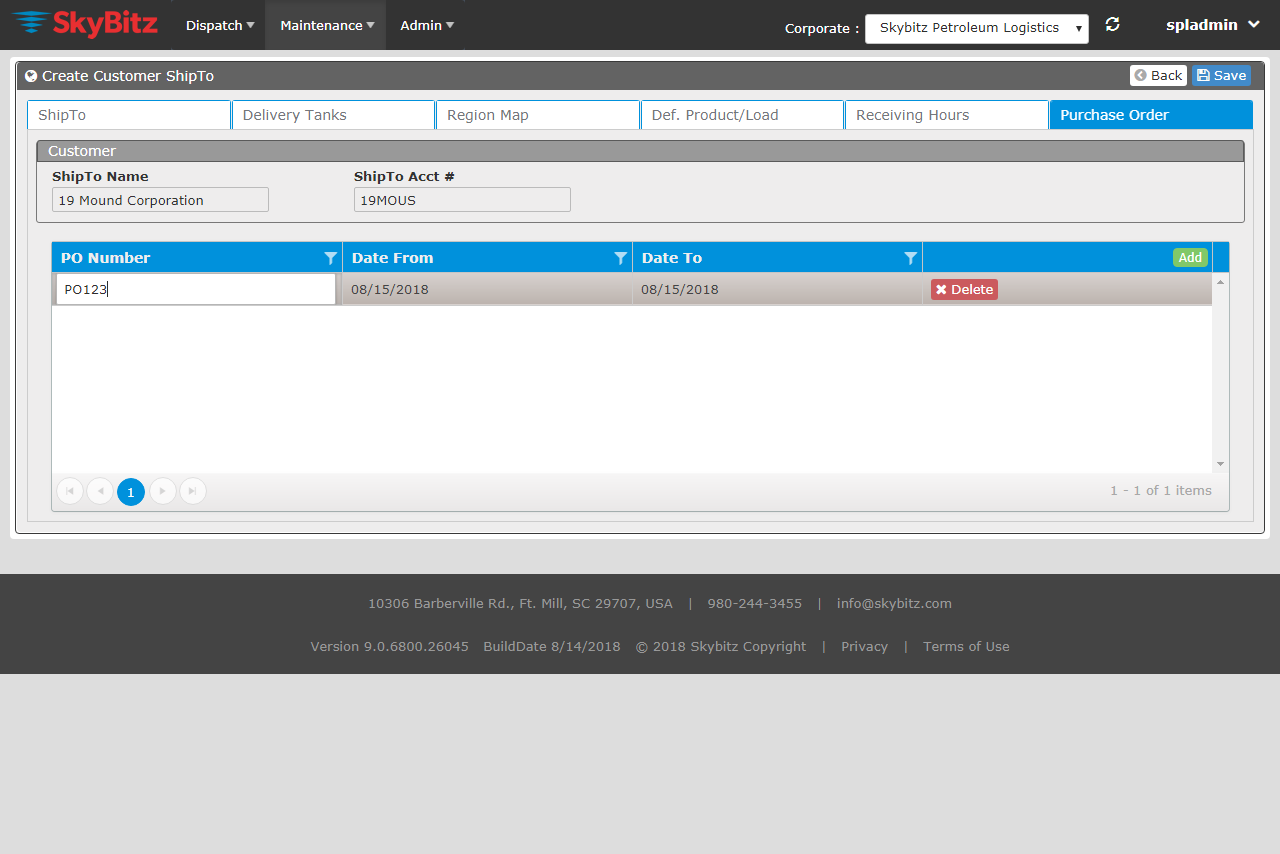 SkyBitz Dispatch Maintenance Admin Corporate : Skybitz Petroleum Logistics spladmin
Create Customer ShipTo Back Save
ShipTo Delivery Tanks Region Map Def. Product/Load Receiving Hours Purchase Order
Customer
ShipTo Name ShipTo Acct #
19 Mound Corporation 19MOUS
PO Number Date From Date To Add
PO123 08/15/2018 08/15/2018 Delete
1 1 - 1 of 1 items
10306 Barberville Rd., Ft. Mill, SC 29707, USA | 980-244-3455 | info@skybitz.com
Version 9.0.6800.26045 BuildDate 8/14/2018 © 2018 Skybitz Copyright | Privacy | Terms of Use